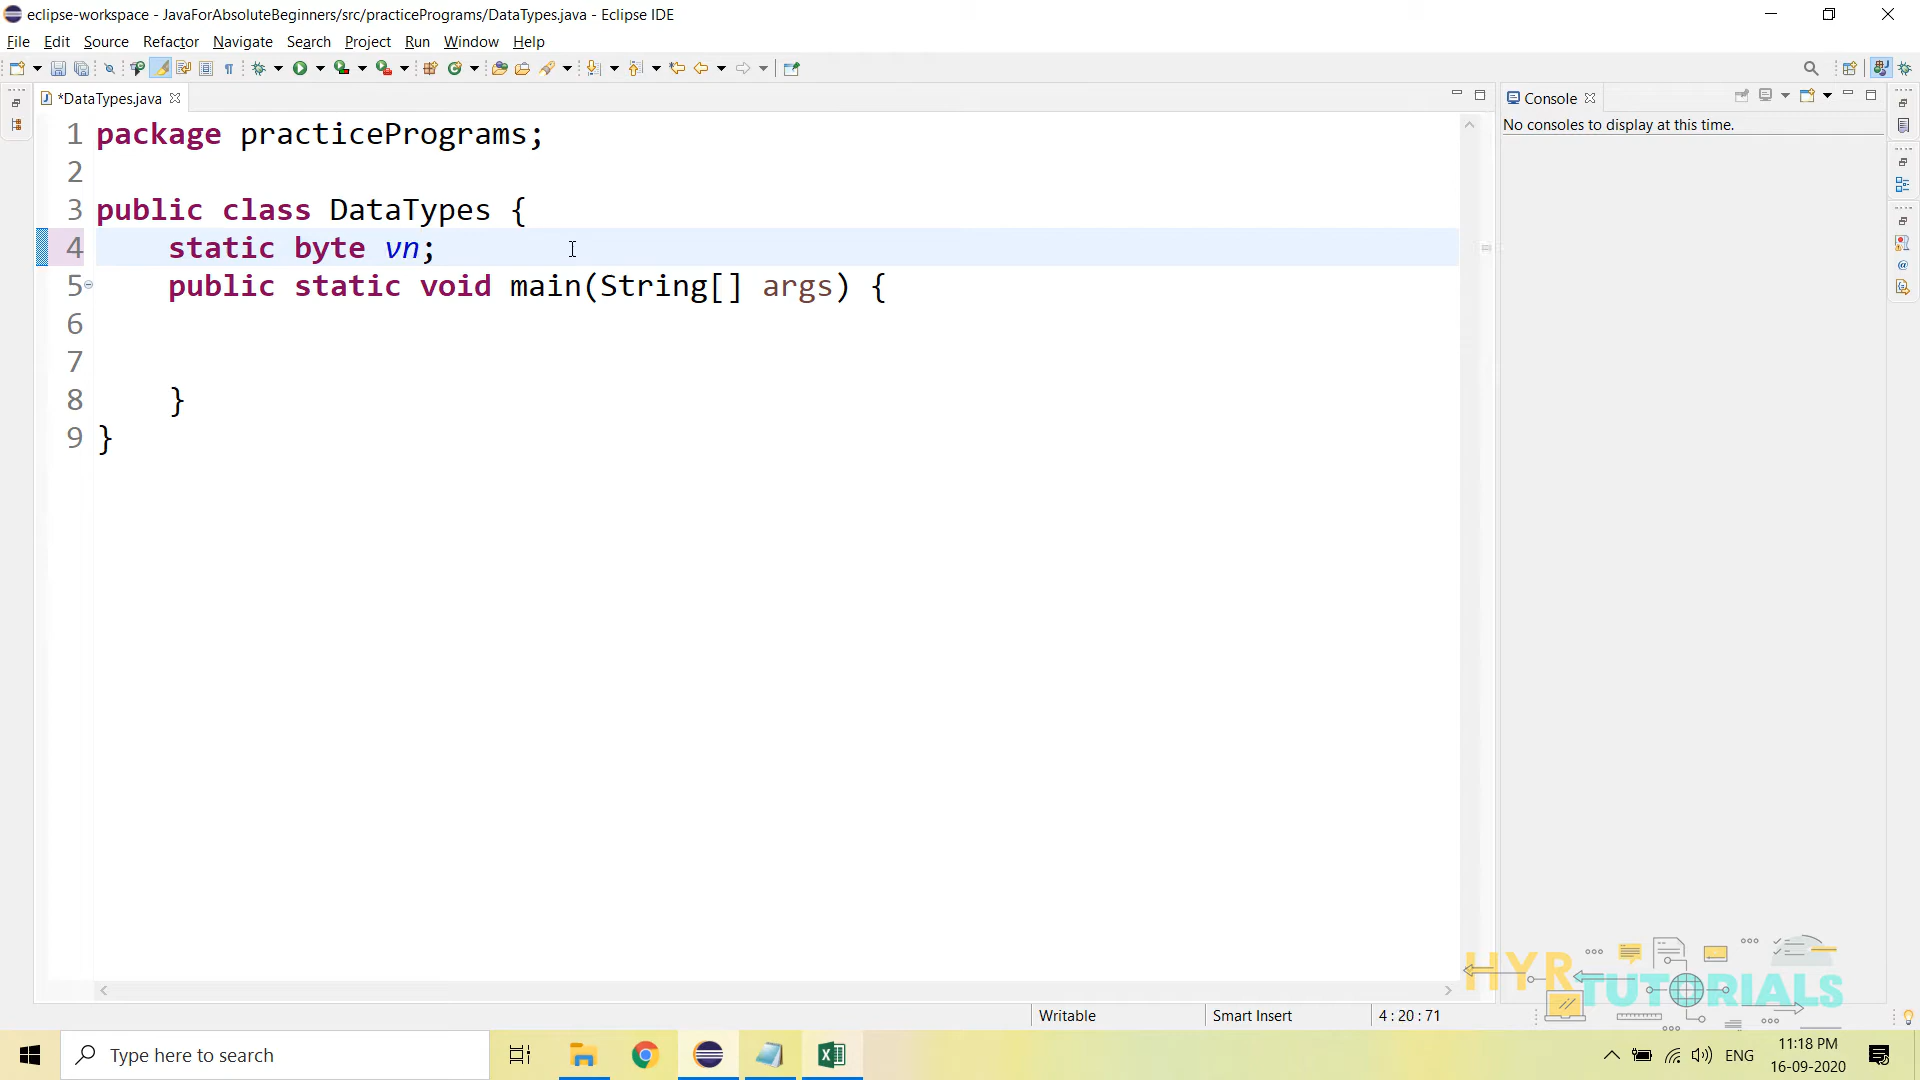 eclipse-workspace - JavaForAbsoluteBeginners/src/practicePrograms/DataTypes.java - Eclipse IDE
File Edit Source Refactor Navigate Search Project Run Window Help
*DataTypes.java
Console
No consoles to display at this time.
1 package practicePrograms;
2
3 public class DataTypes {
4 static byte vn;
5 public static void main(String[] args) {
6
7
8 }
9 }
HYR TUTORIALS
Writable Smart Insert 4 : 20 : 71
Type here to search
ENG
11:18 PM
16-09-2020